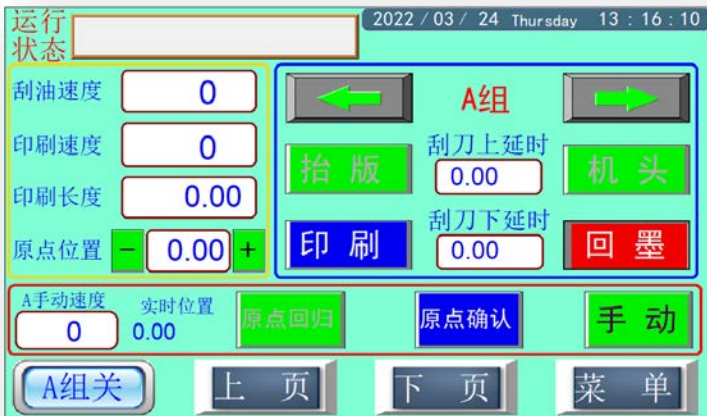 运行
状态
2022 / 03 / 24 Thursday 13 : 16 : 10
刮油速度 0
印刷速度 0
印刷长度 0.00
原点位置 − 0.00 +
A组
抬 版
刮刀上延时
0.00
机 头
印 刷
刮刀下延时
0.00
回 墨
A手动速度
0
实时位置
0.00
原点回归
原点确认
手 动
A组关
上 页
下 页
菜 单